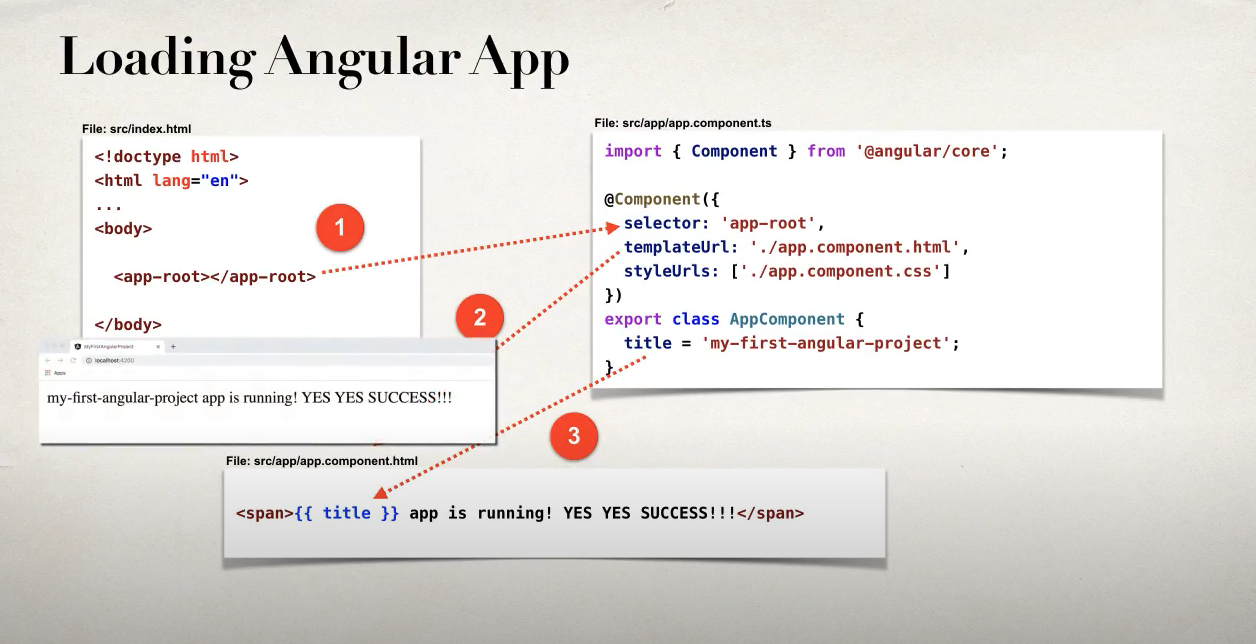 Loading Angular App
File: src/index.html
<!doctype html>
<html lang="en">
...
<body>
<app-root></app-root>
</body>
1
File: src/app/app.component.ts
import { Component } from '@angular/core';
@Component({
selector: 'app-root',
templateUrl: './app.component.html',
styleUrls: ['./app.component.css']
})
export class AppComponent {
title = 'my-first-angular-project';
}
2
MyFirstAngularProject
localhost:4200
Apps
my-first-angular-project app is running! YES YES SUCCESS!!!
3
File: src/app/app.component.html
<span>{{ title }} app is running! YES YES SUCCESS!!!</span>